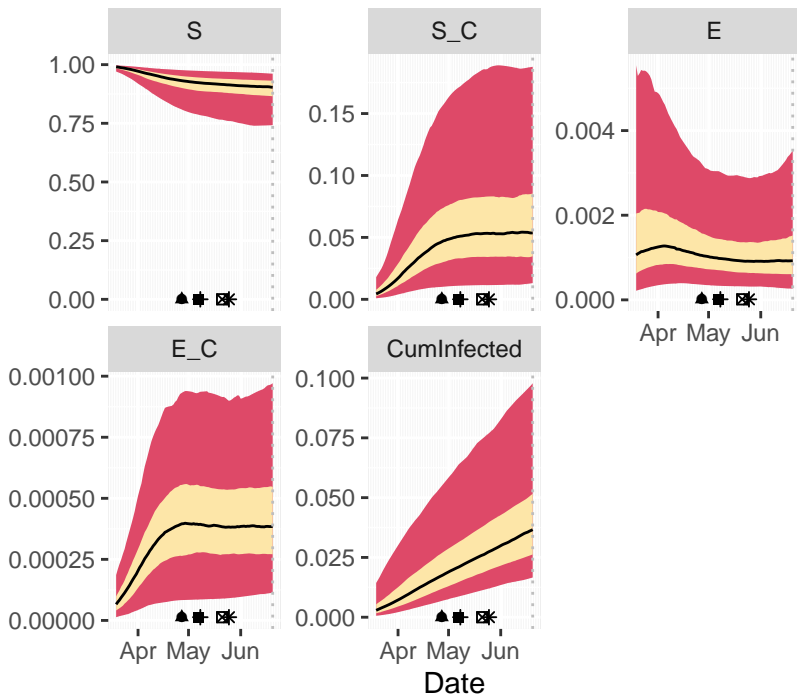 S
S_C
E
1.00
0.75
0.50
0.25
0.00
0.15
0.10
0.05
0.00
0.004
0.002
0.000
Apr May Jun
E_C
CumInfected
0.00100
0.00075
0.00050
0.00025
0.00000
0.100
0.075
0.050
0.025
0.000
Apr May Jun
Apr May Jun
Date